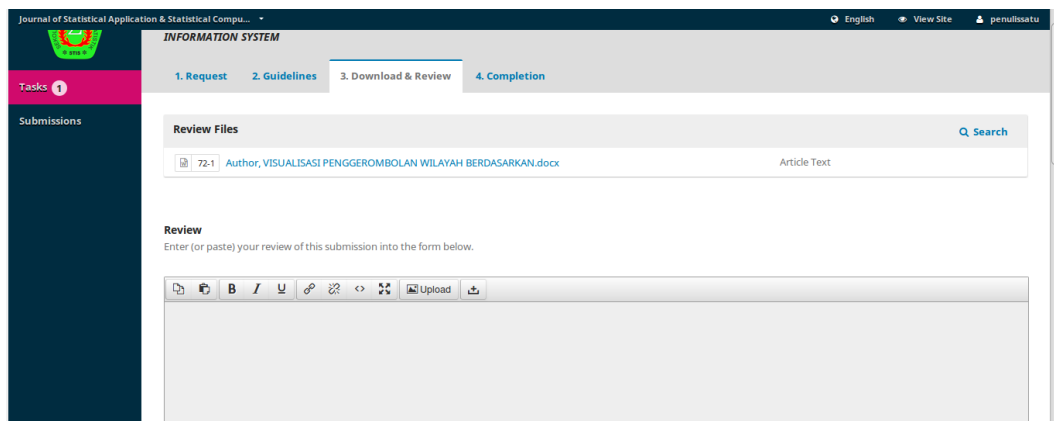 Journal of Statistical Application & Statistical Compu... English View Site penulissatu
STIS
INFORMATION SYSTEM
Tasks 1
1. Request 2. Guidelines 3. Download & Review 4. Completion
Submissions
Review Files Search
72-1 Author, VISUALISASI PENGGEROMBOLAN WILAYAH BERDASARKAN.docx Article Text
Review
Enter (or paste) your review of this submission into the form below.
B I U Upload